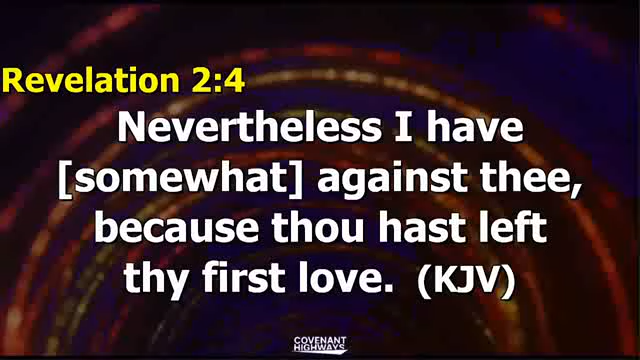 Revelation 2:4
Nevertheless I have
[somewhat] against thee,
because thou hast left
thy first love. (KJV)
COVENANT
HIGHWAYS